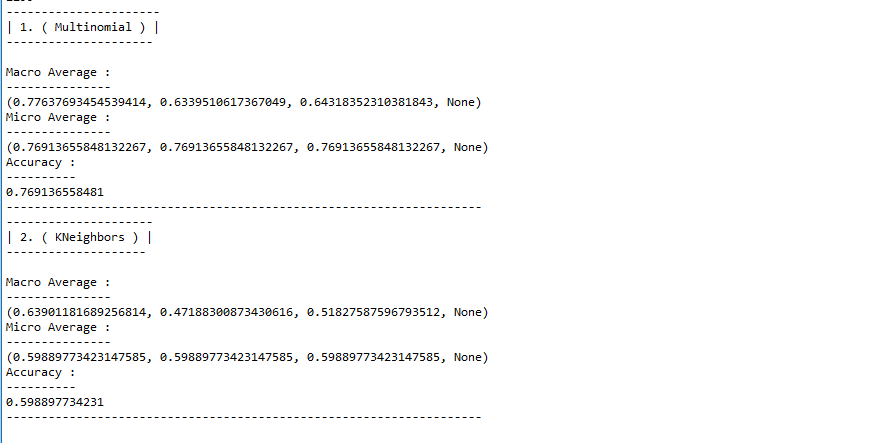 ----------------------
| 1. ( Multinomial ) |
---------------------
Macro Average :
---------------
(0.77637693454539414, 0.6339510617367049, 0.64318352310381843, None)
Micro Average :
---------------
(0.76913655848132267, 0.76913655848132267, 0.76913655848132267, None)
Accuracy :
----------
0.769136558481
--------------------------------------------------------------------
---------------------
| 2. ( KNeighbors ) |
--------------------
Macro Average :
---------------
(0.63901181689256814, 0.47188300873430616, 0.51827587596793512, None)
Micro Average :
---------------
(0.59889773423147585, 0.59889773423147585, 0.59889773423147585, None)
Accuracy :
----------
0.598897734231
--------------------------------------------------------------------